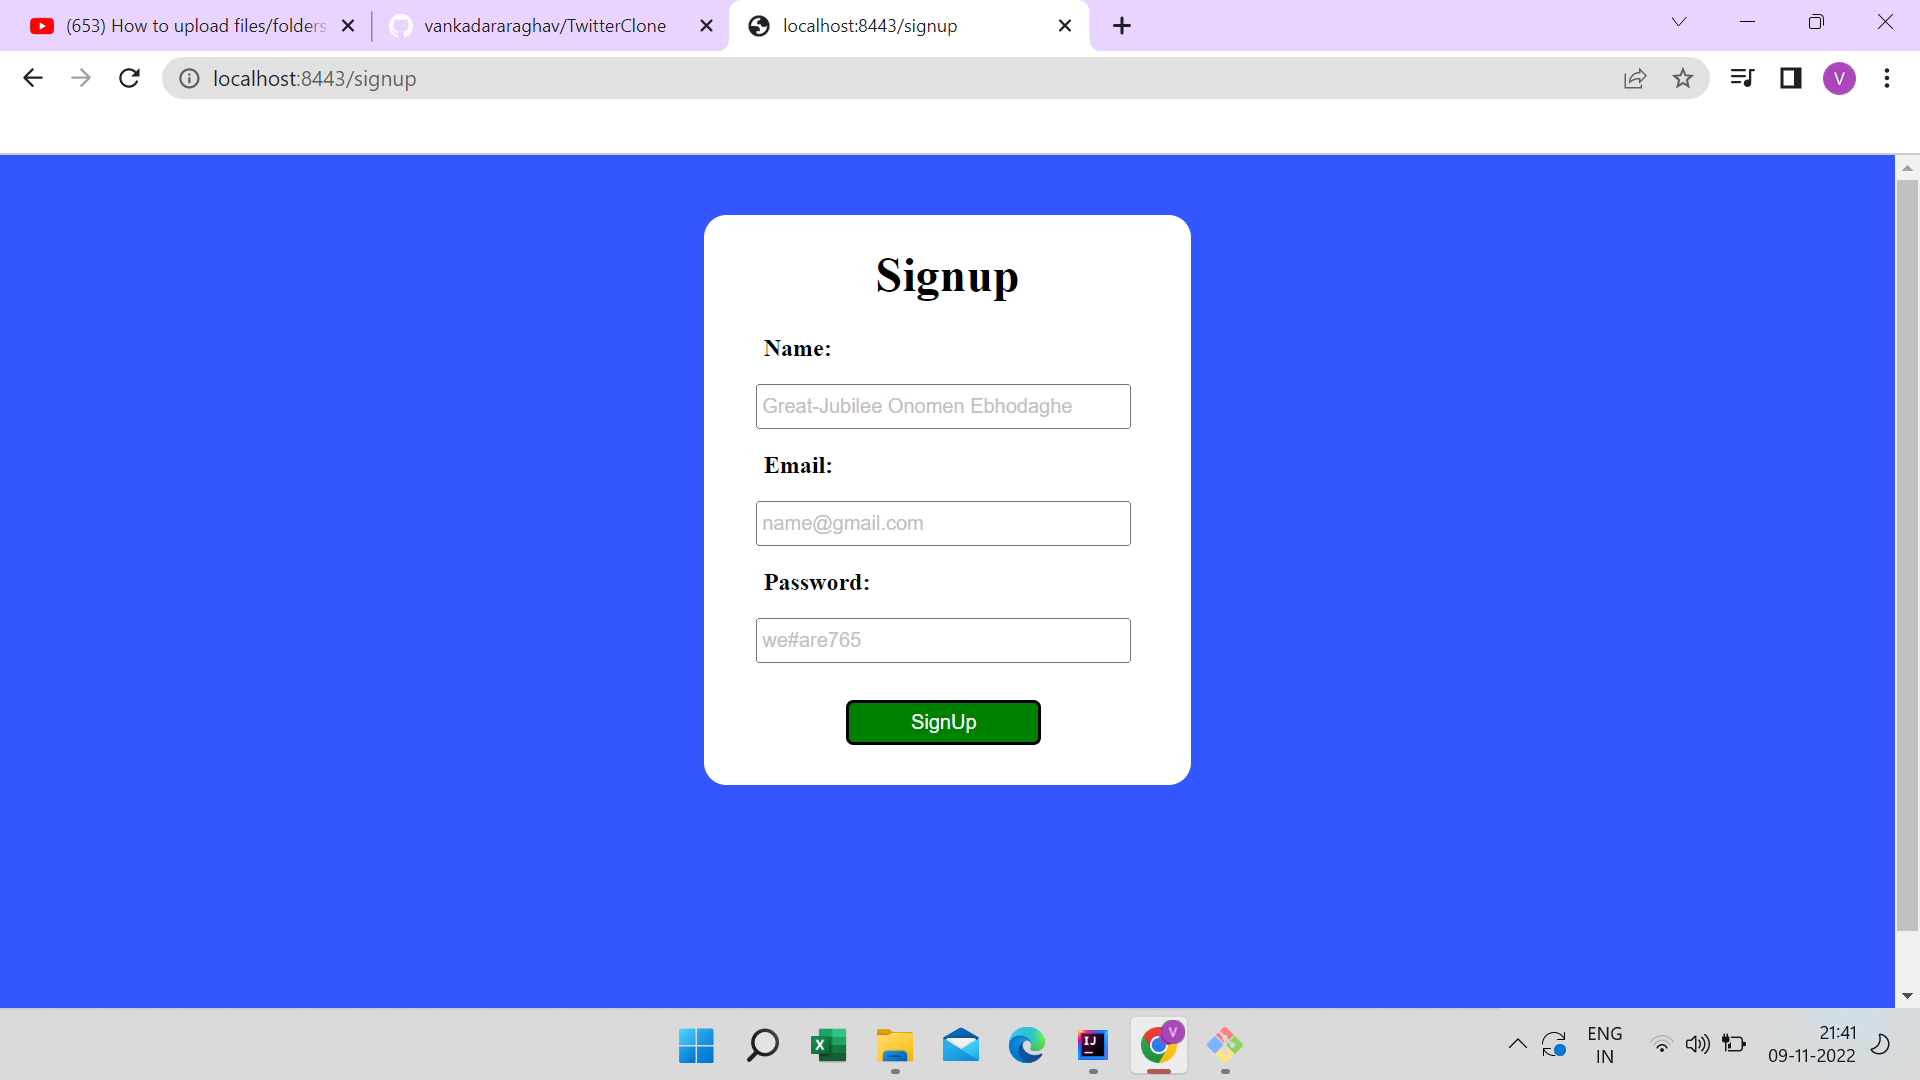 (653) How to upload files/folders
vankadararaghav/TwitterClone
localhost:8443/signup
localhost:8443/signup
V
Signup
Name:
Great-Jubilee Onomen Ebhodaghe
Email:
name@gmail.com
Password:
we#are765
SignUp
X
IJ
V
ENG
IN
21:41
09-11-2022